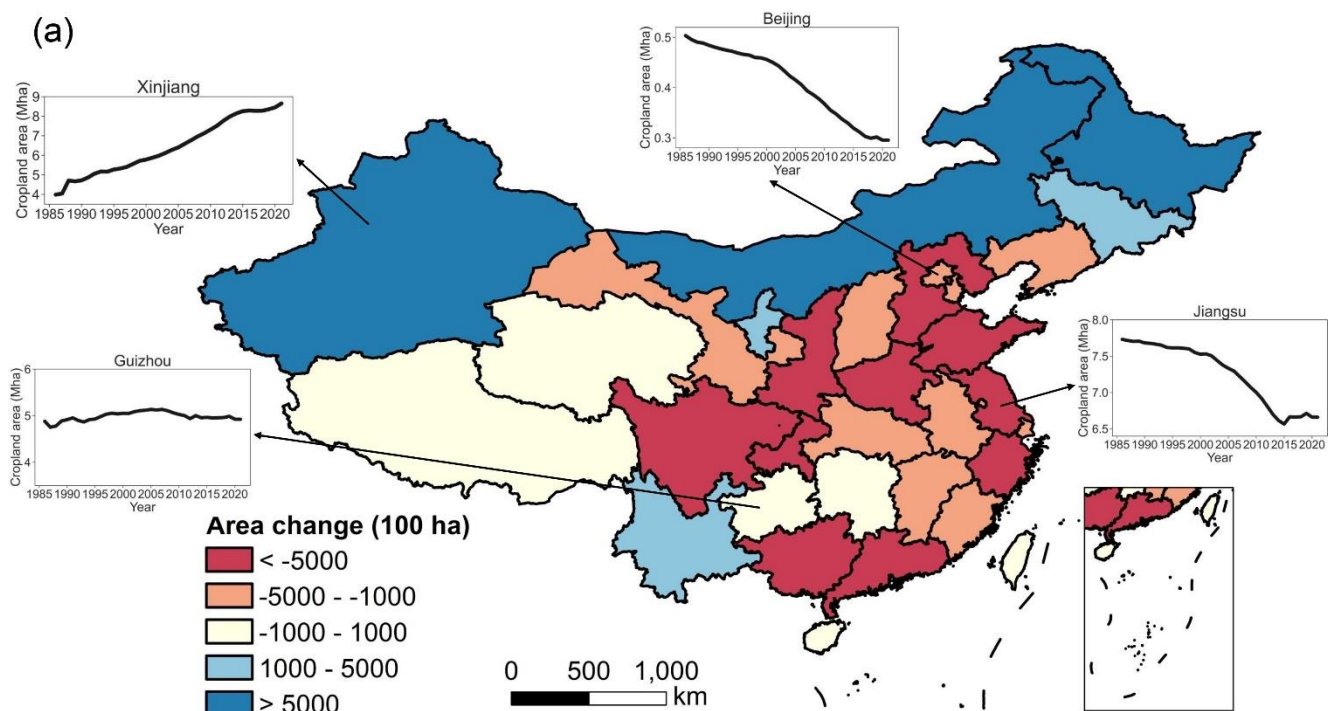 (a)
Xinjiang
Cropland area (Mha)
9
8
7
6
5
4
1985 1990 1995 2000 2005 2010 2015 2020
Year
Beijing
Cropland area (Mha)
0.5
0.4
0.3
1985 1990 1995 2000 2005 2010 2015 2020
Year
Guizhou
Cropland area (Mha)
6
5
4
1985 1990 1995 2000 2005 2010 2015 2020
Year
Jiangsu
Cropland area (Mha)
8.0
7.5
7.0
6.5
1985 1990 1995 2000 2005 2010 2015 2020
Year
Area change (100 ha)
< -5000
-5000 - -1000
-1000 - 1000
1000 - 5000
> 5000
0 500 1,000
km